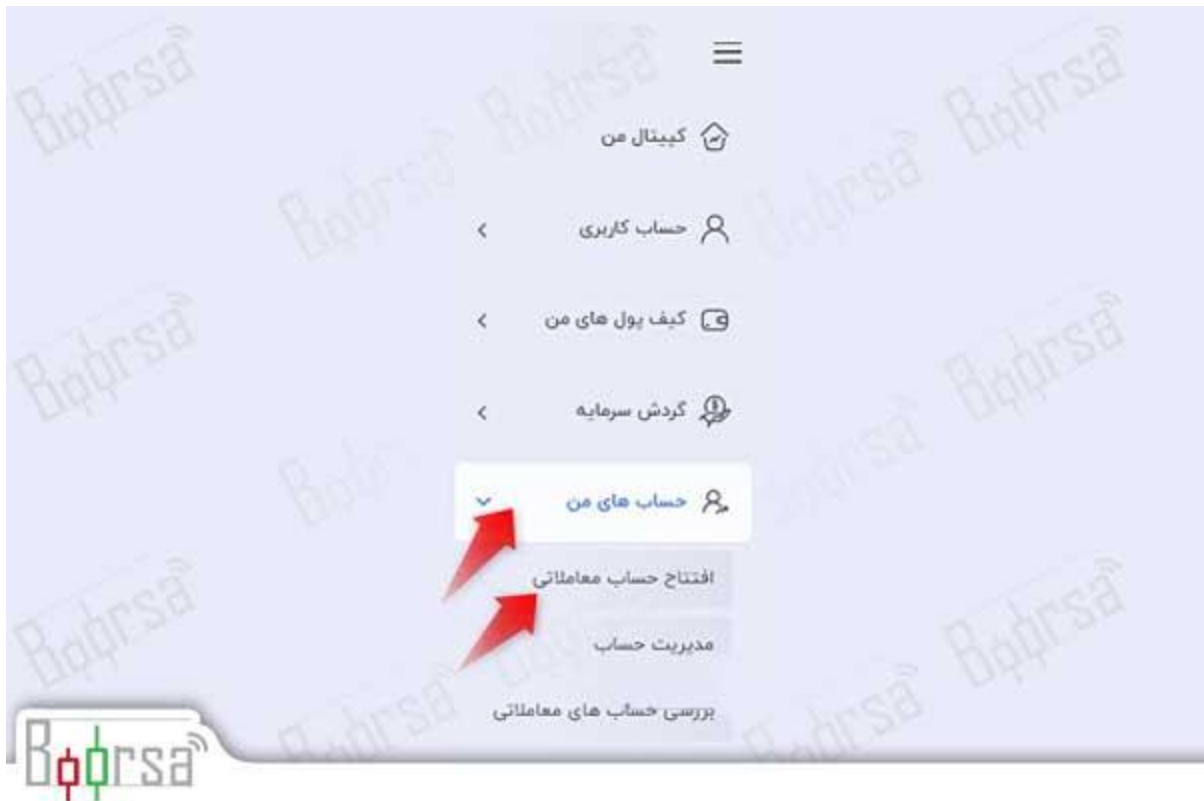 کپیتال من
حساب کاربری
کیف پول های من
گردش سرمایه
حساب های من
افتتاح حساب معاملاتی
مدیریت حساب
بررسی حساب های معاملاتی
Boorsa